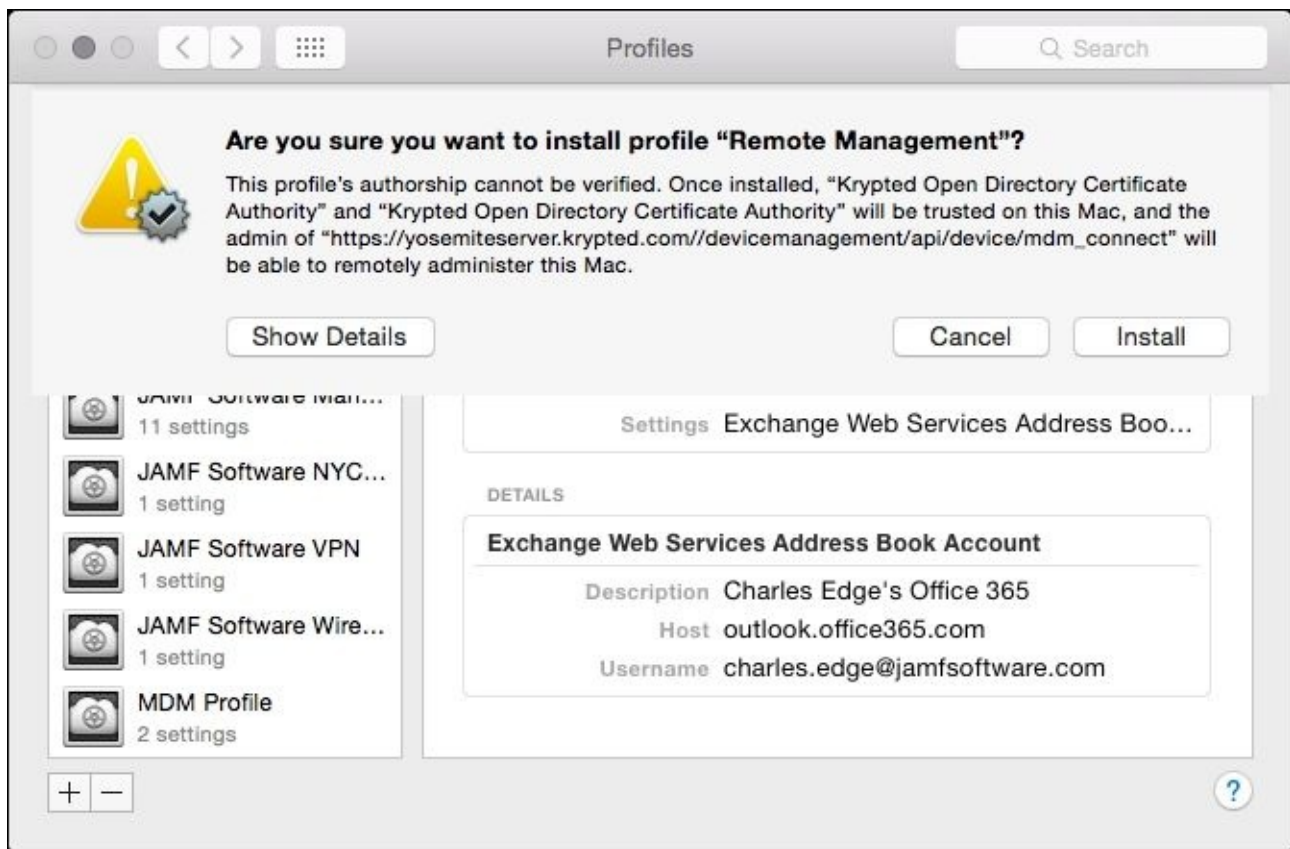 Profiles
Search
Are you sure you want to install profile “Remote Management”?
This profile’s authorship cannot be verified. Once installed, “Krypted Open Directory Certificate
Authority” and “Krypted Open Directory Certificate Authority” will be trusted on this Mac, and the
admin of “https://yosemiteserver.krypted.com//devicemanagement/api/device/mdm_connect” will
be able to remotely administer this Mac.
Show Details
Cancel
Install
JAMF Software Man...
11 settings
JAMF Software NYC...
1 setting
JAMF Software VPN
1 setting
JAMF Software Wire...
1 setting
MDM Profile
2 settings
Settings Exchange Web Services Address Boo...
DETAILS
Exchange Web Services Address Book Account
Description Charles Edge's Office 365
Host outlook.office365.com
Username charles.edge@jamfsoftware.com
+ −
?